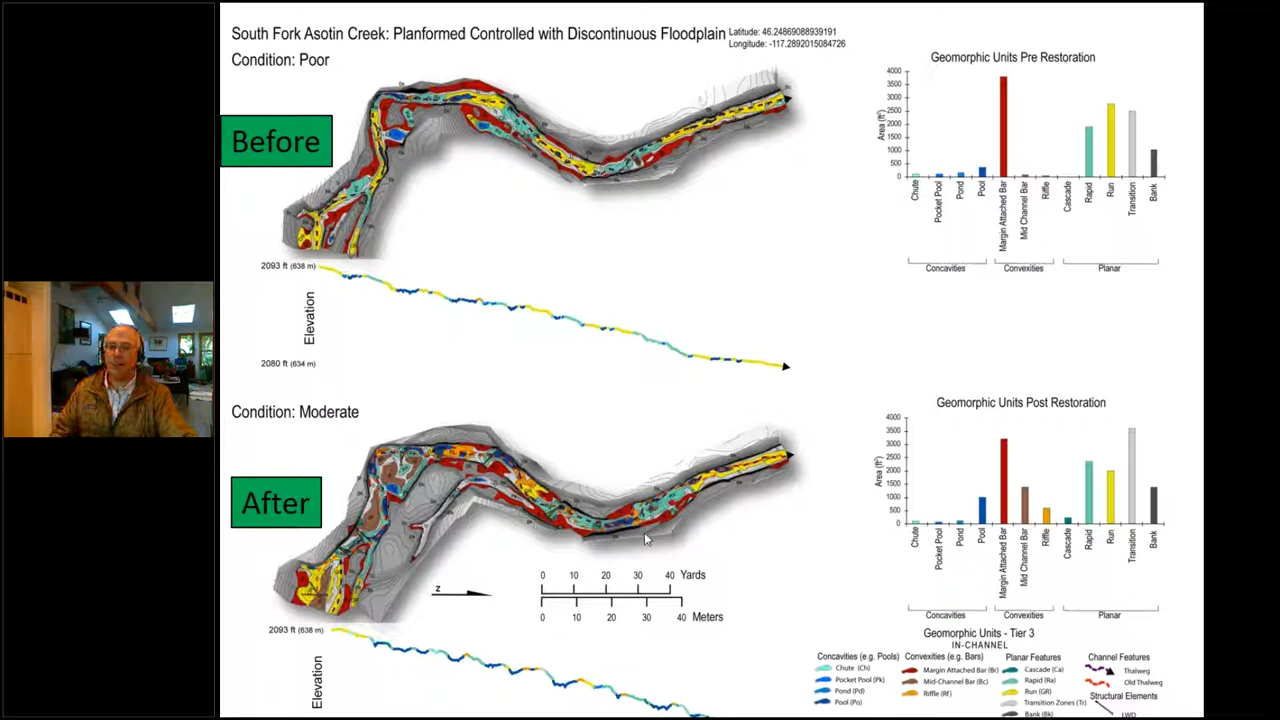 South Fork Asotin Creek: Planformed Controlled with Discontinuous Floodplain
Latitude: 46.24869088939191
Longitude: -117.2892015084726
Condition: Poor
Before
2093 ft (638 m)
Elevation
2080 ft (634 m)
Geomorphic Units Pre Restoration
Area (ft²)
4000
3500
3000
2500
2000
1500
1000
500
0
Chute
Pocket Pool
Pond
Pool
Margin Attached Bar
Mid Channel Bar
Riffle
Cascade
Rapid
Run
Transition
Bank
Concavities
Convexities
Planar
Condition: Moderate
After
z
0 10 20 30 40 Yards
0 10 20 30 40 Meters
2093 ft (638 m)
Elevation
Geomorphic Units Post Restoration
Area (ft²)
4000
3500
3000
2500
2000
1500
1000
500
0
Chute
Pocket Pool
Pond
Pool
Margin Attached Bar
Mid Channel Bar
Riffle
Cascade
Rapid
Run
Transition
Bank
Concavities
Convexities
Planar
Geomorphic Units - Tier 3
IN-CHANNEL
Concavities (e.g. Pools)
Chute (Ch)
Pocket Pool (Pk)
Pond (Pd)
Pool (Po)
Convexities (e.g. Bars)
Margin Attached Bar (Br)
Mid-Channel Bar (Bc)
Riffle (Rf)
Planar Features
Cascade (Ca)
Rapid (Ra)
Run (GR)
Transition Zones (Tr)
Bank (Bk)
Channel Features
Thalweg
Old Thalweg
Structural Elements
LWD